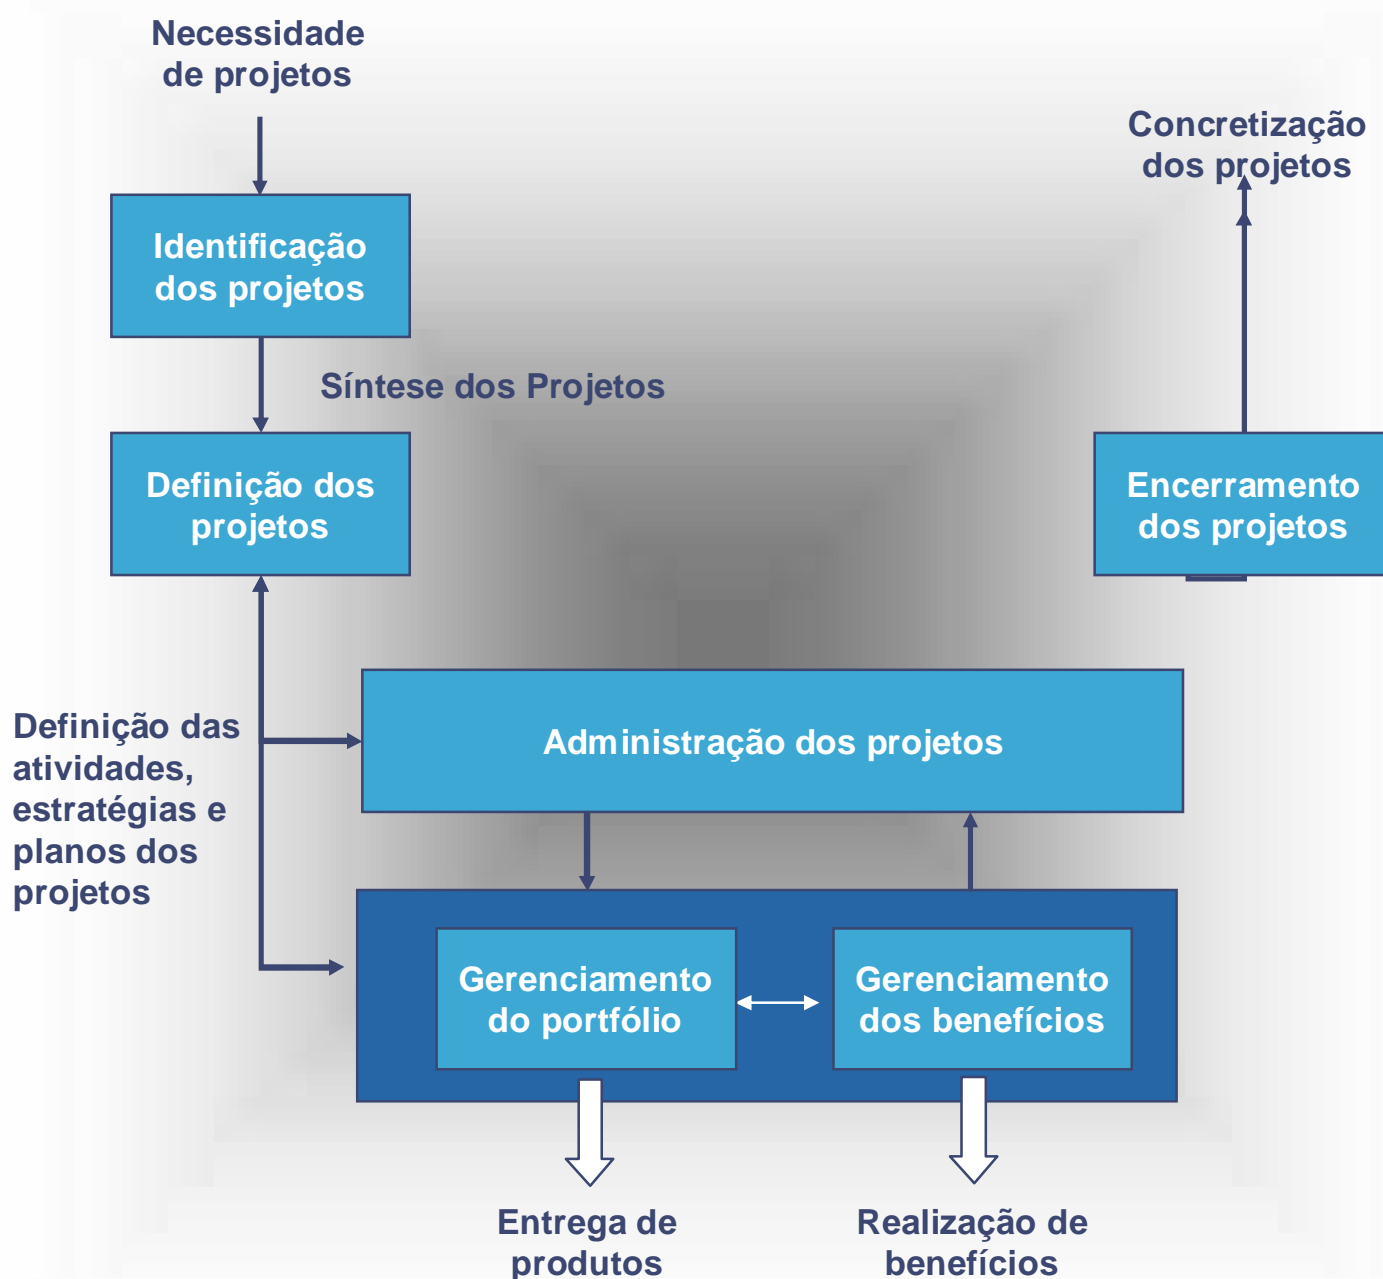 Necessidade
de projetos
Concretização
dos projetos
Identificação
dos projetos
Síntese dos Projetos
Definição dos
projetos
Encerramento
dos projetos
Definição das
atividades,
estratégias e
planos dos
projetos
Administração dos projetos
Gerenciamento
do portfólio
Gerenciamento
dos benefícios
Entrega de
produtos
Realização de
benefícios